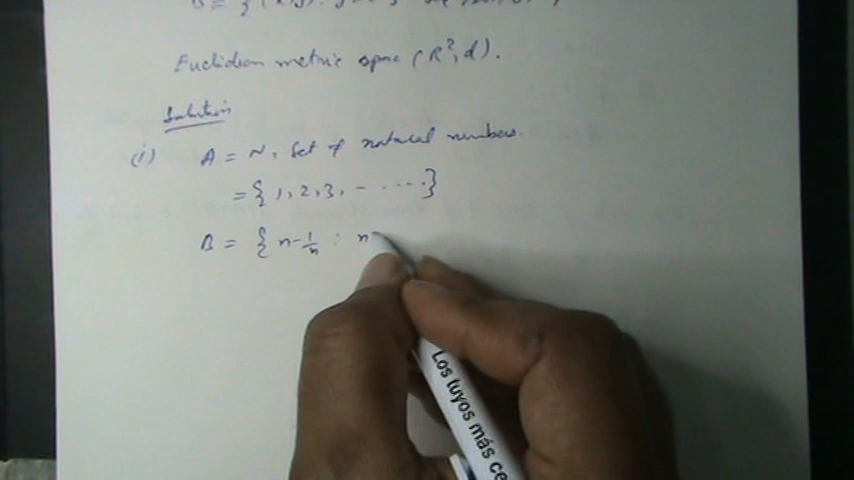 Euclidean metric space (R², d).
Solution
(i) A = N, Set of natural numbers.
= { 1, 2, 3, - ..... }
B = { n - 1/n : n
Los tuyos más ce